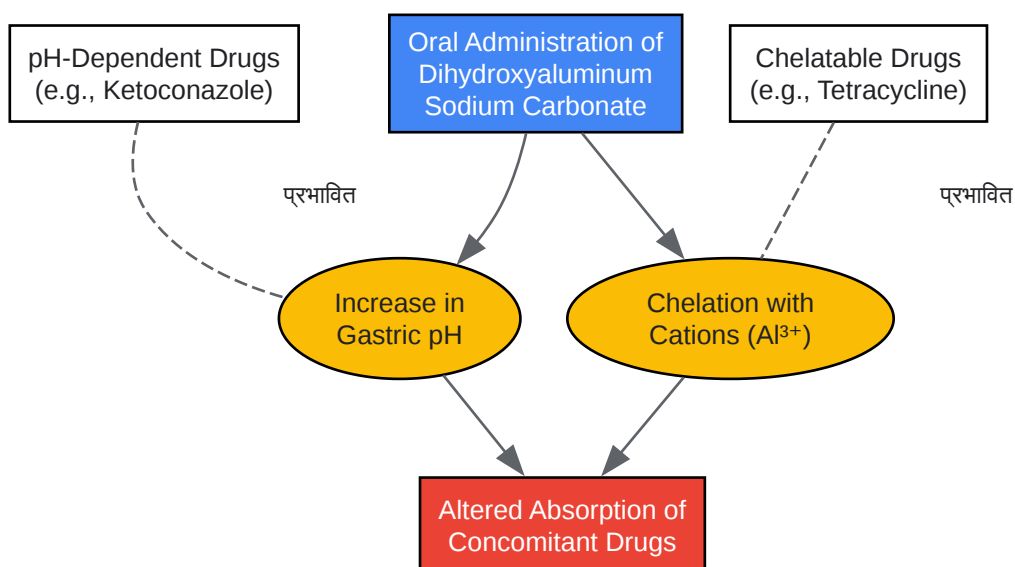 pH-Dependent Drugs
(e.g., Ketoconazole)
Oral Administration of
Dihydroxyaluminum
Sodium Carbonate
Chelatable Drugs
(e.g., Tetracycline)
प्रभावित
प्रभावित
Increase in
Gastric pH
Chelation with
Cations (Al³⁺)
Altered Absorption of
Concomitant Drugs